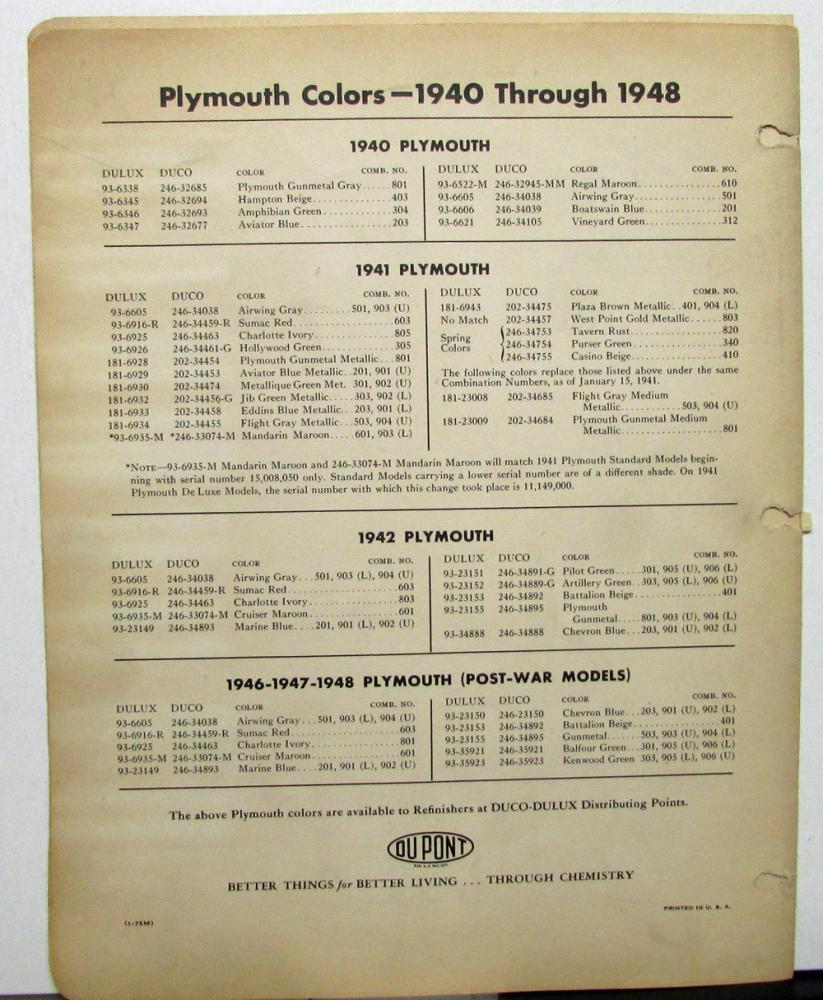 Plymouth Colors—1940 Through 1948
1940 PLYMOUTH
DULUX DUCO COLOR COMB. NO.
93-6338 246-32685 Plymouth Gunmetal Gray......801
93-6345 246-32694 Hampton Beige...............403
93-6346 246-32693 Amphibian Green.............304
93-6347 246-32677 Aviator Blue................203
DULUX DUCO COLOR COMB. NO.
93-6522-M 246-32945-MM Regal Maroon................610
93-6605 246-34038 Airwing Gray................501
93-6606 246-34039 Boatswain Blue..............201
93-6621 246-34105 Vineyard Green..............312
1941 PLYMOUTH
DULUX DUCO COLOR COMB. NO.
93-6605 246-34038 Airwing Gray.........501, 903 (U)
93-6916-R 246-34459-R Sumac Red...................603
93-6925 246-34463 Charlotte Ivory.............805
93-6926 246-34461-G Hollywood Green.............305
181-6928 202-34454 Plymouth Gunmetal Metallic...801
181-6929 202-34453 Aviator Blue Metallic..201, 901 (U)
181-6930 202-34474 Metallique Green Met. 301, 902 (U)
181-6932 202-34456-G Jib Green Metallic.....303, 902 (L)
181-6933 202-34458 Eddins Blue Metallic...203, 901 (L)
181-6934 202-34455 Flight Gray Metallic...503, 904 (U)
*93-6935-M *246-33074-M Mandarin Maroon.....601, 903 (L)
DULUX DUCO COLOR COMB. NO.
181-6943 202-34475 Plaza Brown Metallic..401, 904 (L)
No Match 202-34457 West Point Gold Metallic......803
Spring Colors { 246-34753 Tavern Rust.................820
246-34754 Purser Green................340
246-34755 Casino Beige................410
The following colors replace those listed above under the same
Combination Numbers, as of January 15, 1941.
181-23008 202-34685 Flight Gray Medium
Metallic...........503, 904 (U)
181-23009 202-34684 Plymouth Gunmetal Medium
Metallic....................801
*NOTE—93-6935-M Mandarin Maroon and 246-33074-M Mandarin Maroon will match 1941 Plymouth Standard Models begin-
ning with serial number 15,008,050 only. Standard Models carrying a lower serial number are of a different shade. On 1941
Plymouth De Luxe Models, the serial number with which this change took place is 11,149,000.
1942 PLYMOUTH
DULUX DUCO COLOR COMB. NO.
93-6605 246-34038 Airwing Gray...501, 903 (L), 904 (U)
93-6916-R 246-34459-R Sumac Red...................603
93-6925 246-34463 Charlotte Ivory.............803
93-6935-M 246-33074-M Cruiser Maroon..............601
93-23149 246-34893 Marine Blue....201, 901 (L), 902 (U)
DULUX DUCO COLOR COMB. NO.
93-23151 246-34891-G Pilot Green.....301, 905 (U), 906 (L)
93-23152 246-34889-G Artillery Green..303, 905 (L), 906 (U)
93-23153 246-34892 Battalion Beige.............401
93-23155 246-34895 Plymouth
Gunmetal.....801, 903 (U), 904 (L)
93-34888 246-34888 Chevron Blue...203, 901 (U), 902 (L)
1946-1947-1948 PLYMOUTH (POST-WAR MODELS)
DULUX DUCO COLOR COMB. NO.
93-6605 246-34038 Airwing Gray...501, 903 (L), 904 (U)
93-6916-R 246-34459-R Sumac Red...................603
93-6925 246-34463 Charlotte Ivory.............801
93-6935-M 246-33074-M Cruiser Maroon..............601
93-23149 246-34893 Marine Blue....201, 901 (L), 902 (U)
DULUX DUCO COLOR COMB. NO.
93-23150 246-23150 Chevron Blue...203, 901 (U), 902 (L)
93-23153 246-34892 Battalion Beige.............401
93-23155 246-34895 Gunmetal......503, 903 (U), 904 (L)
93-35921 246-35921 Balfour Green....301, 905 (U), 906 (L)
93-35923 246-35923 Kenwood Green 303, 905 (L), 906 (U)
The above Plymouth colors are available to Refinishers at DUCO-DULUX Distributing Points.
DU PONT
REG. U.S. PAT. OFF.
BETTER THINGS for BETTER LIVING ... THROUGH CHEMISTRY
PRINTED IN U. S. A.
(1-75M)